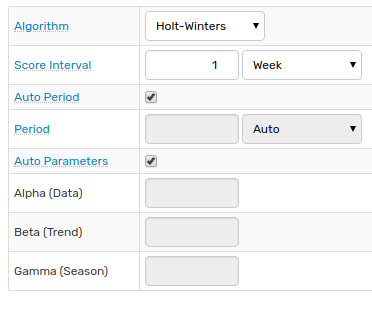 Algorithm Holt-Winters
Score Interval 1 Week
Auto Period
Period Auto
Auto Parameters
Alpha (Data)
Beta (Trend)
Gamma (Season)